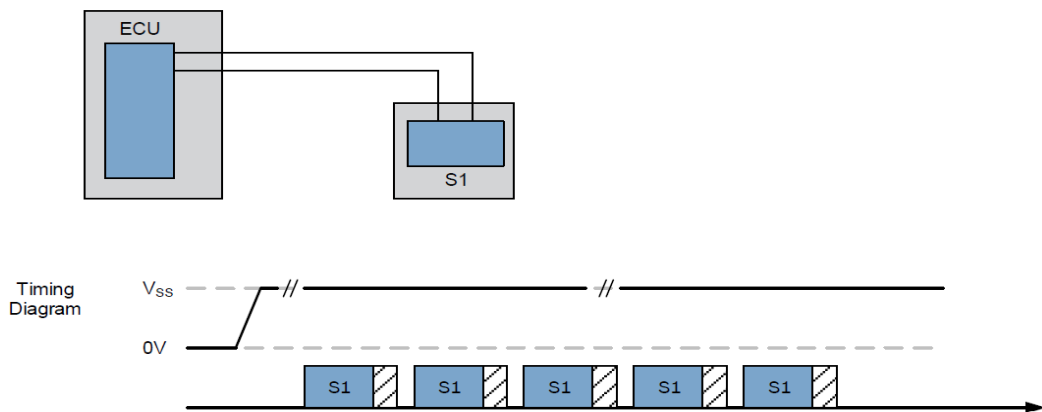 ECU
S1
Timing
Diagram
VSS
0V
S1 S1 S1 S1 S1